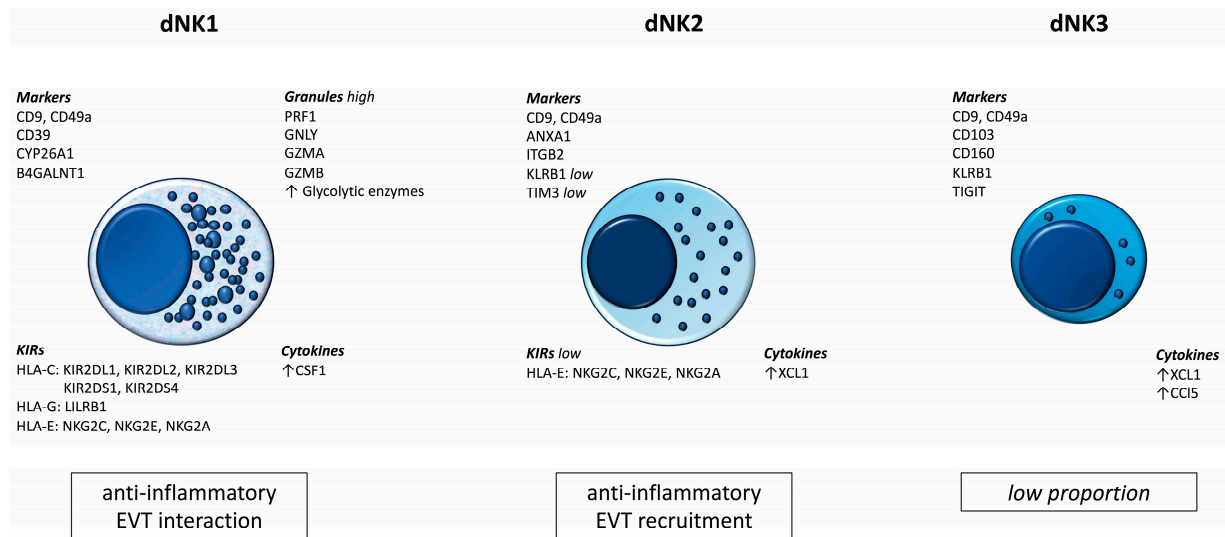 dNK1
Markers
CD9, CD49a
CD39
CYP26A1
B4GALNT1
Granules high
PRF1
GNLY
GZMA
GZMB
↑ Glycolytic enzymes
KIRs
HLA-C: KIR2DL1, KIR2DL2, KIR2DL3
KIR2DS1, KIR2DS4
HLA-G: LILRB1
HLA-E: NKG2C, NKG2E, NKG2A
Cytokines
↑CSF1
anti-inflammatory
EVT interaction
dNK2
Markers
CD9, CD49a
ANXA1
ITGB2
KLRB1 low
TIM3 low
KIRs low
HLA-E: NKG2C, NKG2E, NKG2A
Cytokines
↑XCL1
anti-inflammatory
EVT recruitment
dNK3
Markers
CD9, CD49a
CD103
CD160
KLRB1
TIGIT
Cytokines
↑XCL1
↑CCl5
low proportion